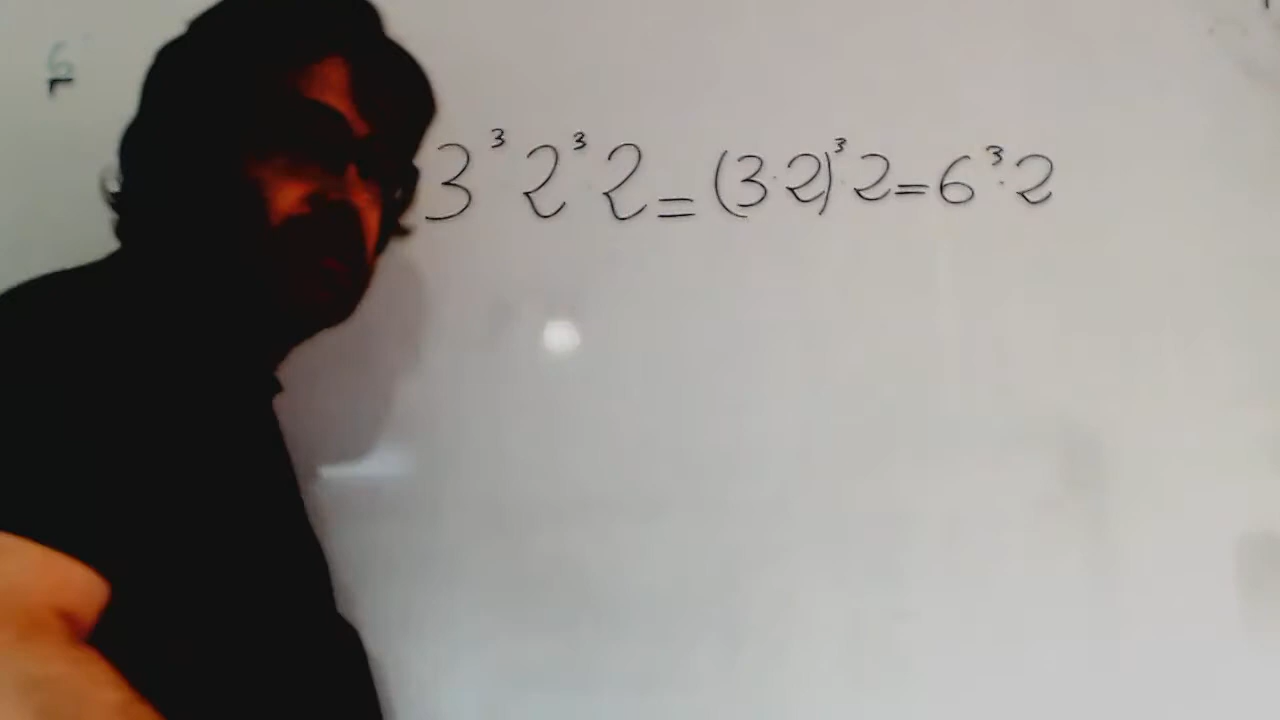 3³ 2³ 2 = (3·2)³ 2 = 6³·2